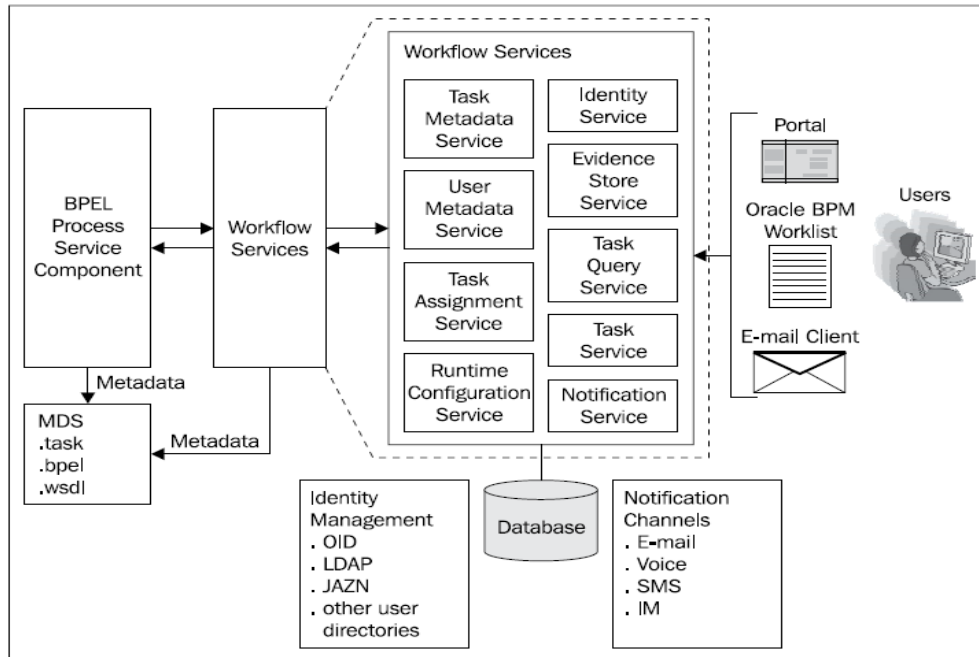 BPEL
Process
Service
Component
Workflow
Services
Metadata
MDS
.task
.bpel
.wsdl
Metadata
Workflow Services
Task
Metadata
Service
User
Metadata
Service
Task
Assignment
Service
Runtime
Configuration
Service
Identity
Service
Evidence
Store
Service
Task
Query
Service
Task
Service
Notification
Service
Portal
Oracle BPM
Worklist
E-mail Client
Users
Identity
Management
. OID
. LDAP
. JAZN
. other user
directories
Database
Notification
Channels
. E-mail
. Voice
. SMS
. IM